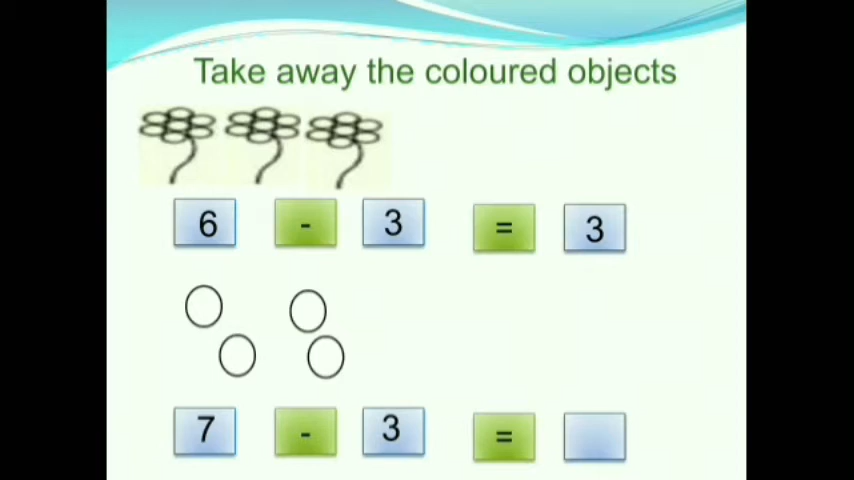 Take away the coloured objects
6 - 3 = 3
7 - 3 =